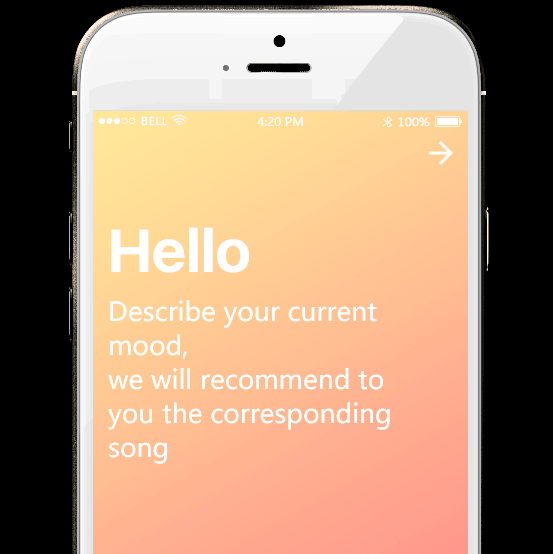 BELL 4:20 PM 100%
Hello
Describe your current
mood,
we will recommend to
you the corresponding
song